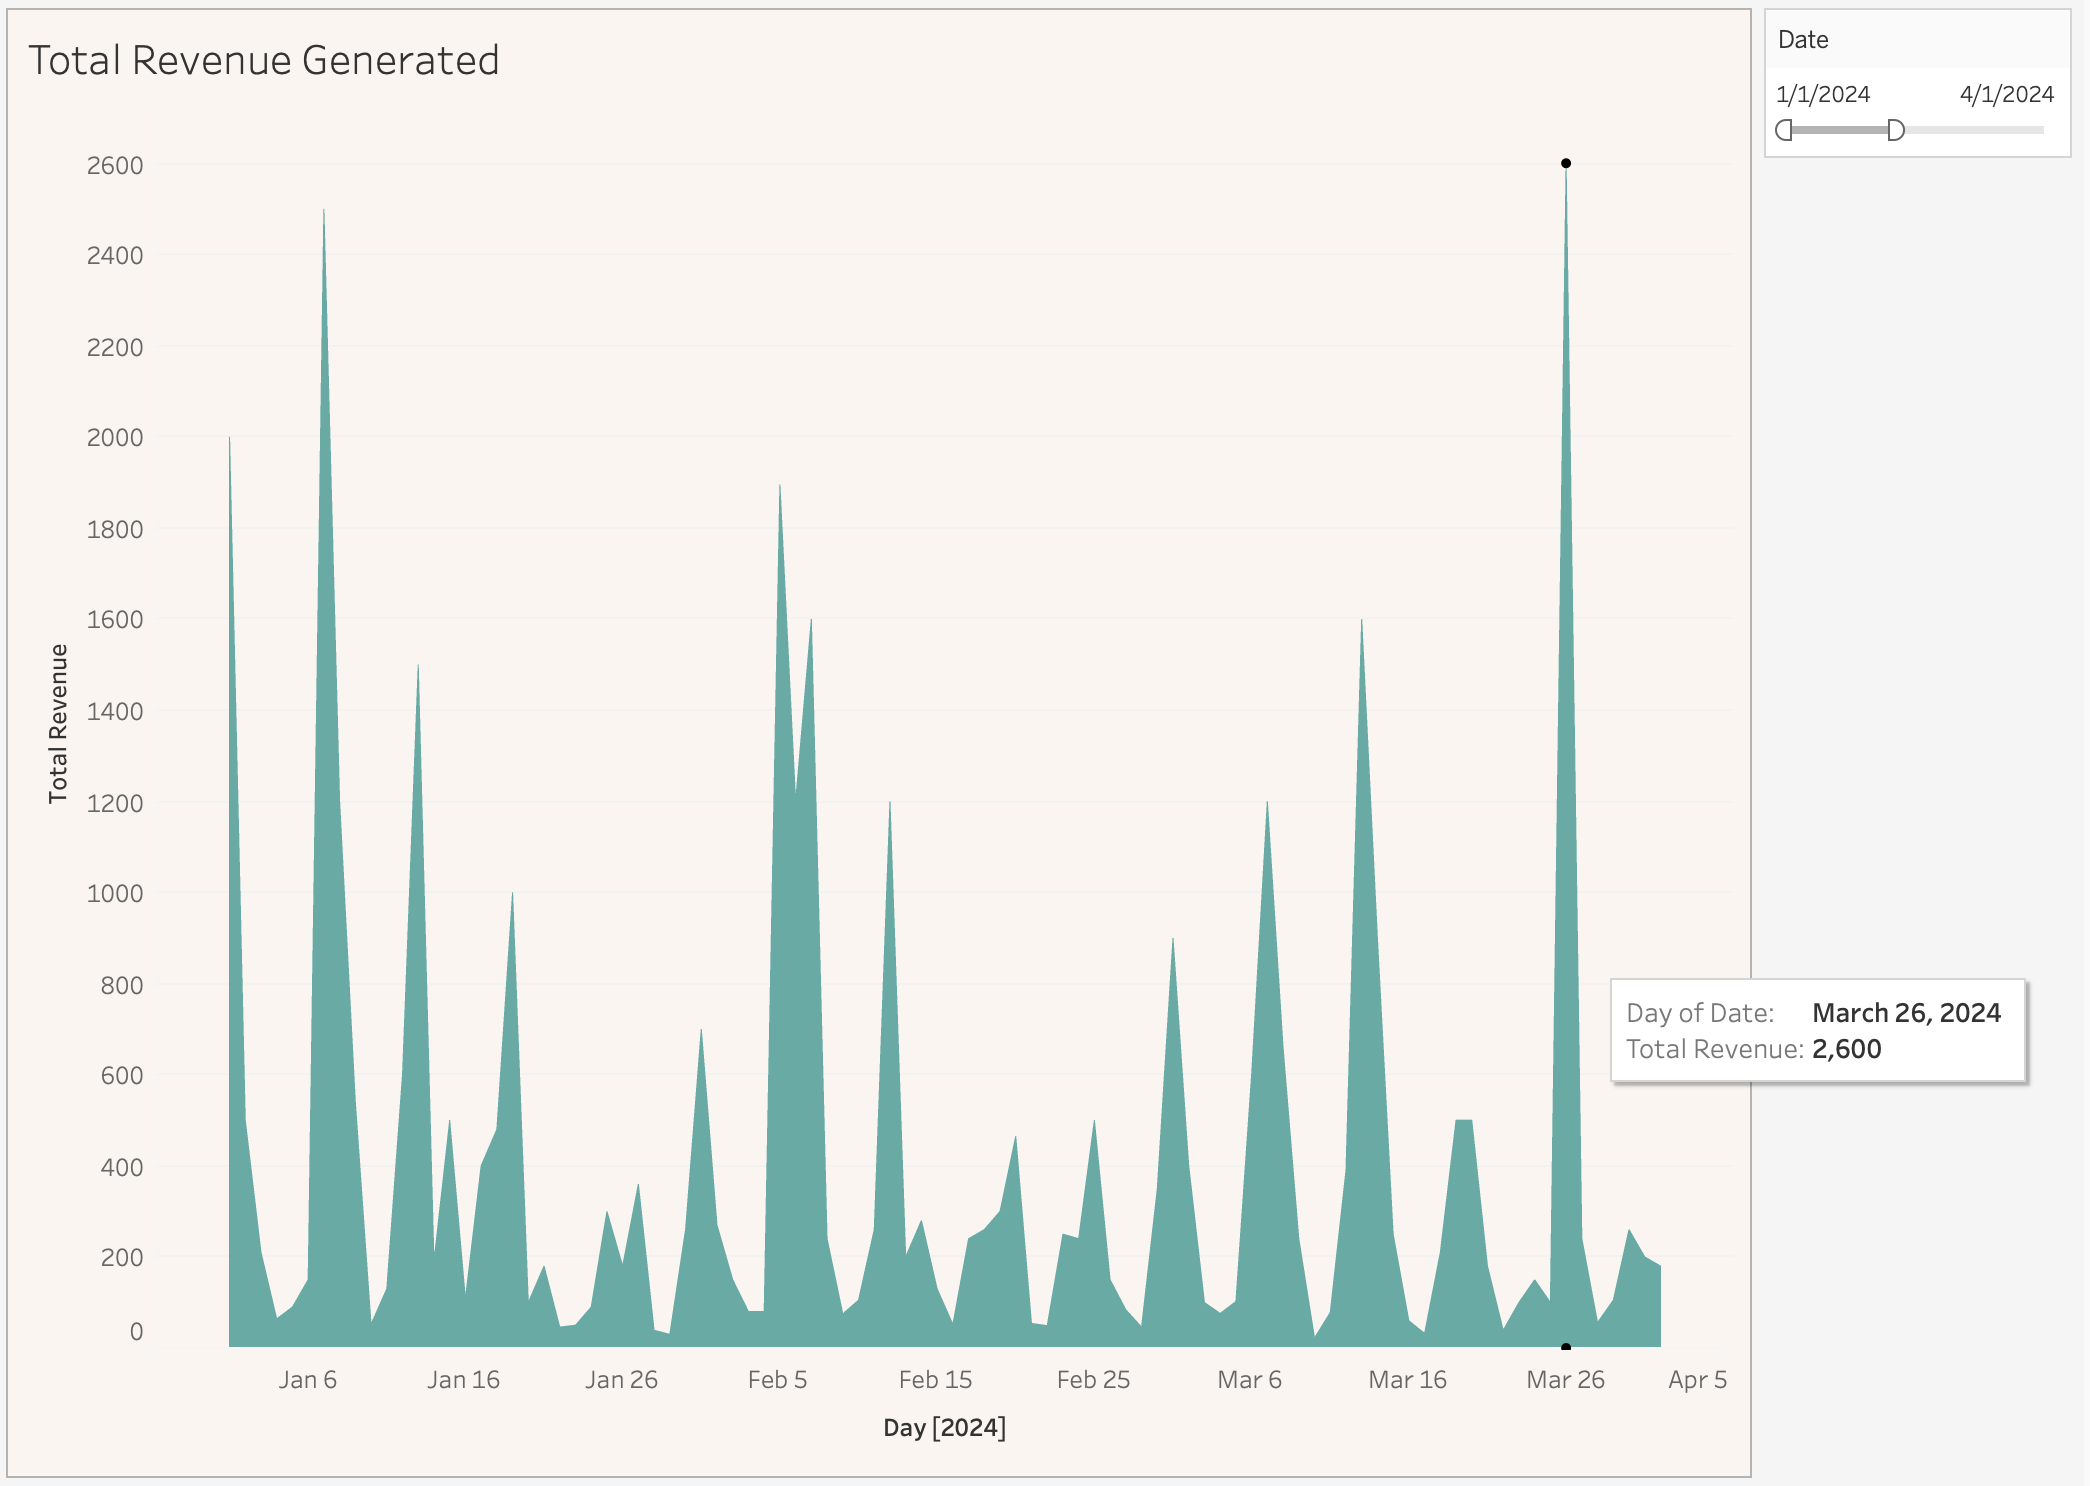 Total Revenue Generated
Date
1/1/2024 4/1/2024
2600
2400
2200
2000
1800
1600
1400
1200
1000
800
600
400
200
0
Total Revenue
Day of Date: March 26, 2024
Total Revenue: 2,600
Jan 6 Jan 16 Jan 26 Feb 5 Feb 15 Feb 25 Mar 6 Mar 16 Mar 26 Apr 5
Day [2024]